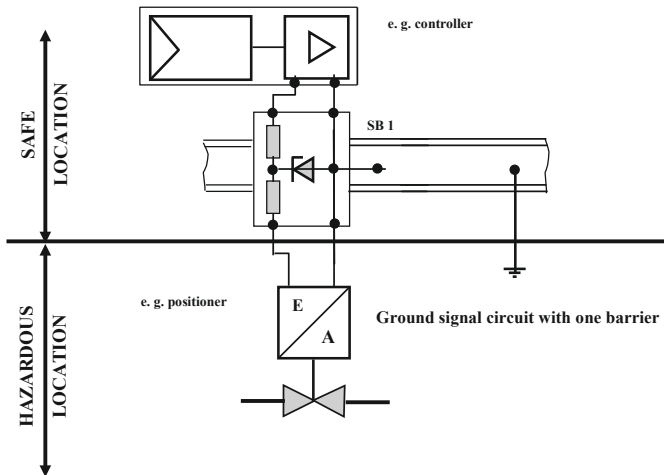 e. g. controller
SAFE
LOCATION
SB 1
e. g. positioner
E
A
Ground signal circuit with one barrier
HAZARDOUS
LOCATION